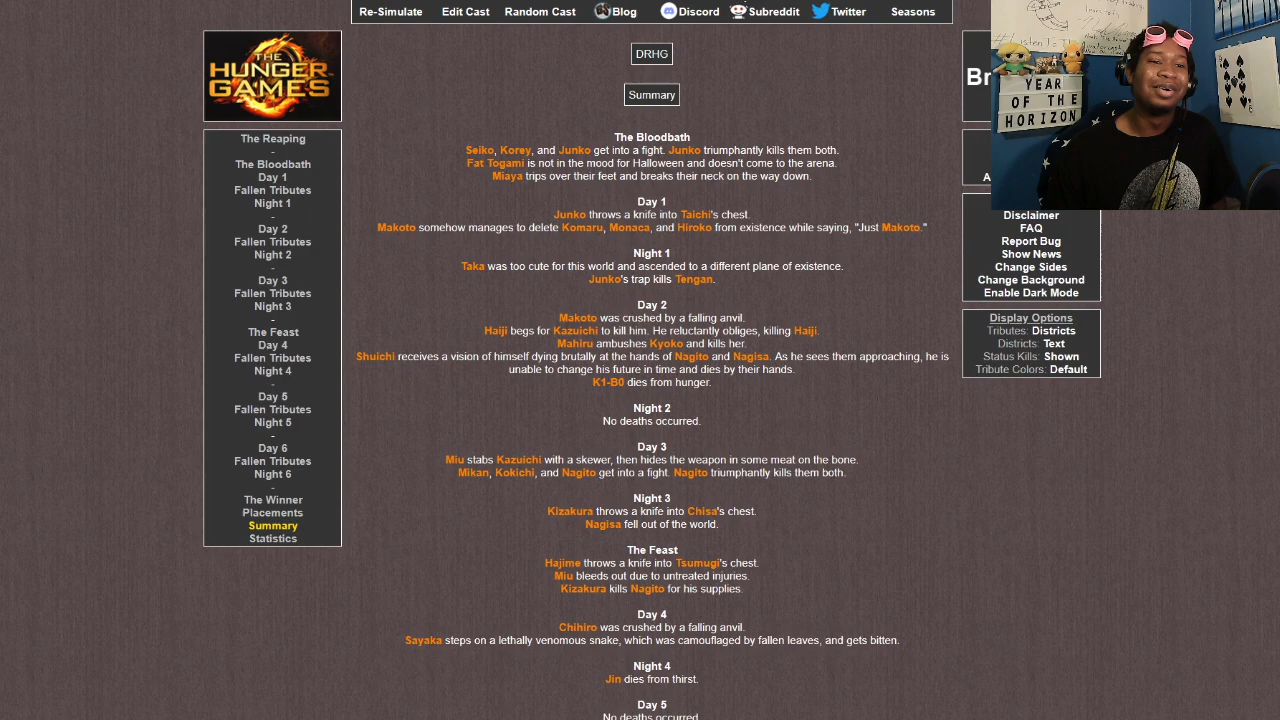 Re-Simulate Edit Cast Random Cast Blog Discord Subreddit Twitter Seasons
THE
HUNGER
GAMES
The Reaping
-
The Bloodbath
Day 1
Fallen Tributes
Night 1
-
Day 2
Fallen Tributes
Night 2
-
Day 3
Fallen Tributes
Night 3
-
The Feast
Day 4
Fallen Tributes
Night 4
-
Day 5
Fallen Tributes
Night 5
-
Day 6
Fallen Tributes
Night 6
-
The Winner
Placements
Summary
Statistics
DRHG
Summary
The Bloodbath
Seiko, Korey, and Junko get into a fight. Junko triumphantly kills them both.
Fat Togami is not in the mood for Halloween and doesn't come to the arena.
Miaya trips over their feet and breaks their neck on the way down.
Day 1
Junko throws a knife into Taichi's chest.
Makoto somehow manages to delete Komaru, Monaca, and Hiroko from existence while saying, "Just Makoto."
Night 1
Taka was too cute for this world and ascended to a different plane of existence.
Junko's trap kills Tengan.
Day 2
Makoto was crushed by a falling anvil.
Haiji begs for Kazuichi to kill him. He reluctantly obliges, killing Haiji.
Mahiru ambushes Kyoko and kills her.
Shuichi receives a vision of himself dying brutally at the hands of Nagito and Nagisa. As he sees them approaching, he is
unable to change his future in time and dies by their hands.
K1-B0 dies from hunger.
Night 2
No deaths occurred.
Day 3
Miu stabs Kazuichi with a skewer, then hides the weapon in some meat on the bone.
Mikan, Kokichi, and Nagito get into a fight. Nagito triumphantly kills them both.
Night 3
Kizakura throws a knife into Chisa's chest.
Nagisa fell out of the world.
The Feast
Hajime throws a knife into Tsumugi's chest.
Miu bleeds out due to untreated injuries.
Kizakura kills Nagito for his supplies.
Day 4
Chihiro was crushed by a falling anvil.
Sayaka steps on a lethally venomous snake, which was camouflaged by fallen leaves, and gets bitten.
Night 4
Jin dies from thirst.
Day 5
No deaths occurred.
Br
A
YEAR
OF THE
HORIZON
Disclaimer
FAQ
Report Bug
Show News
Change Sides
Change Background
Enable Dark Mode
Display Options
Tributes: Districts
Districts: Text
Status Kills: Shown
Tribute Colors: Default